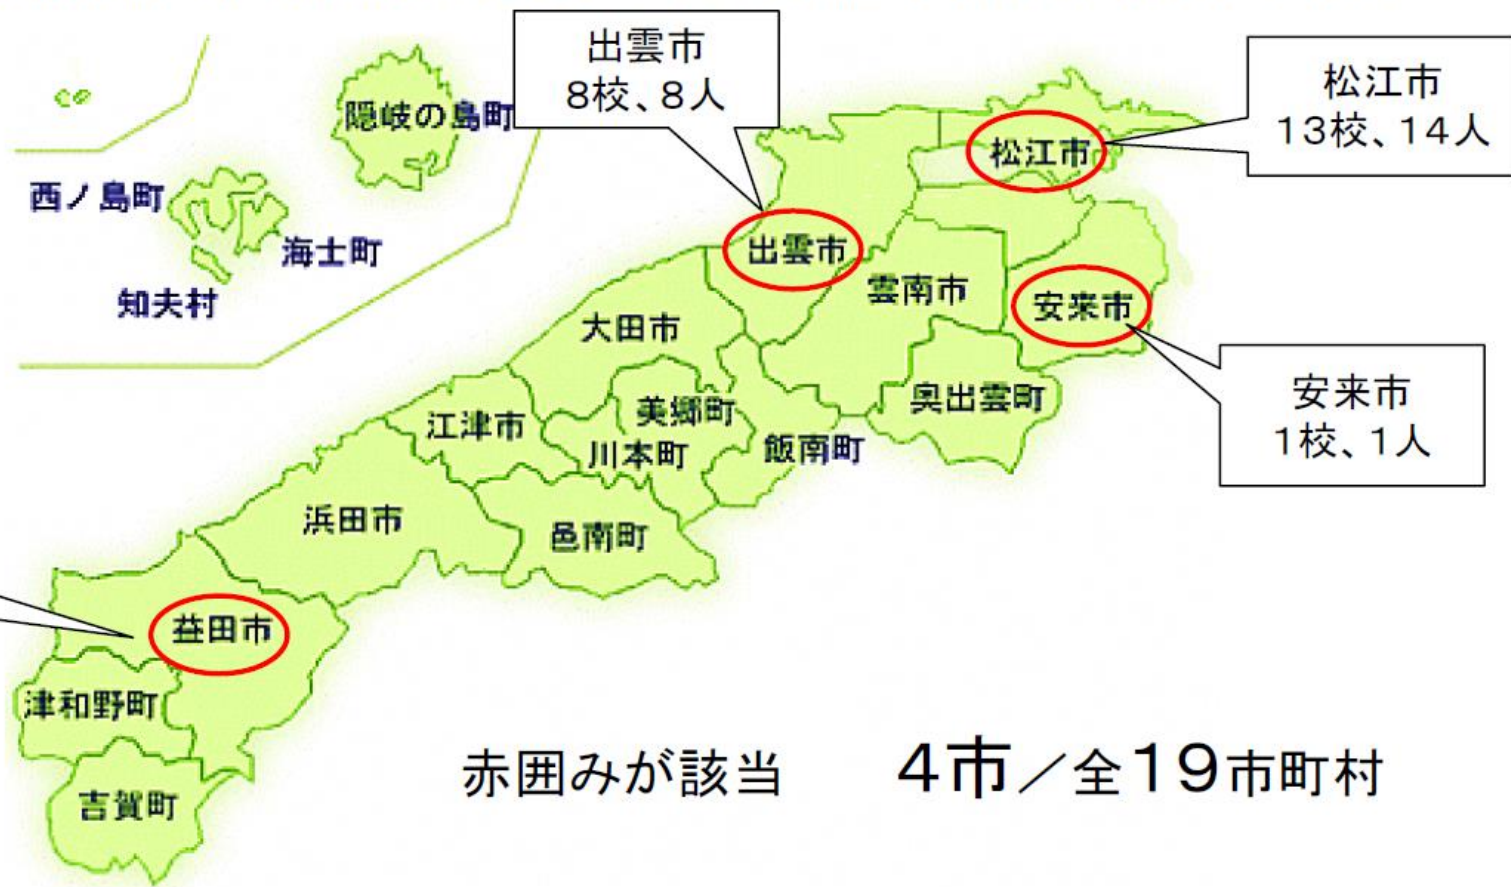 出雲市
8校、8人
松江市
13校、14人
隠岐の島町
松江市
西ノ島町
海士町
出雲市
知夫村
雲南市
安来市
大田市
安来市
1校、1人
美郷町
奥出雲町
江津市
川本町
飯南町
浜田市
邑南町
益田市
津和野町
赤囲みが該当 4市／全19市町村
吉賀町